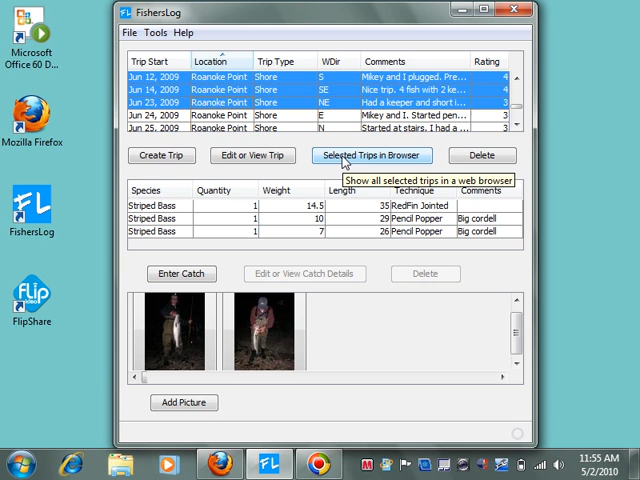 FishersLog
File Tools Help
Trip Start Location Trip Type WDir Comments Rating
Jun 12, 2009 Roanoke Point Shore S Mikey and I plugged. Pre... 4
Jun 14, 2009 Roanoke Point Shore SE Nice trip. 4 fish with 2 ke... 4
Jun 23, 2009 Roanoke Point Shore NE Had a keeper and short i... 4
Jun 24, 2009 Roanoke Point Shore E Mikey and I. Started pen... 3
Jun 25, 2009 Roanoke Point Shore N Started at stairs. I had a
Create Trip Edit or View Trip Selected Trips in Browser Delete
Show all selected trips in a web browser
Species Quantity Weight Length Technique Comments
Striped Bass 1 14.5 35 RedFin Jointed
Striped Bass 1 10 29 Pencil Popper Big cordell
Striped Bass 1 7 26 Pencil Popper Big cordell
Enter Catch Edit or View Catch Details Delete
Add Picture
Microsoft
Office 60 D...
Mozilla Firefox
FL
FishersLog
flip
video
FlipShare
FL
11:55 AM
5/2/2010